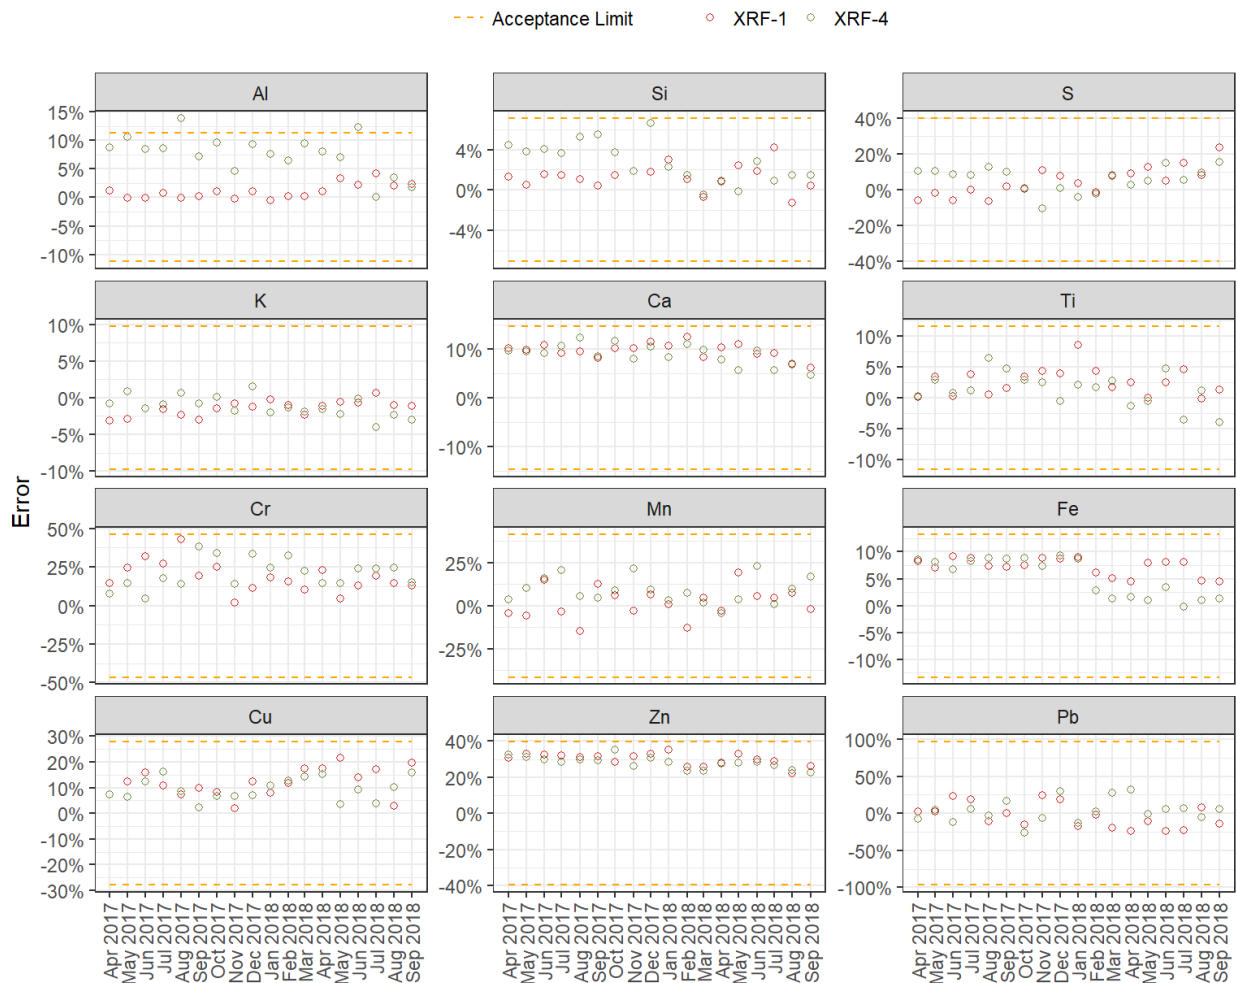 Acceptance Limit XRF-1 XRF-4
Al Si S
15%
10%
5%
0%
-5%
-10%
4%
0%
-4%
40%
20%
0%
-20%
-40%
K Ca Ti
10%
5%
0%
-5%
-10%
10%
0%
-10%
10%
5%
0%
-5%
-10%
Error
Cr Mn Fe
50%
25%
0%
-25%
-50%
25%
0%
-25%
10%
5%
0%
-5%
-10%
Cu Zn Pb
30%
20%
10%
0%
-10%
-20%
-30%
40%
20%
0%
-20%
-40%
100%
50%
0%
-50%
-100%
Apr 2017
May 2017
Jun 2017
Jul 2017
Aug 2017
Sep 2017
Oct 2017
Nov 2017
Dec 2017
Jan 2018
Feb 2018
Mar 2018
Apr 2018
May 2018
Jun 2018
Jul 2018
Aug 2018
Sep 2018
Apr 2017
May 2017
Jun 2017
Jul 2017
Aug 2017
Sep 2017
Oct 2017
Nov 2017
Dec 2017
Jan 2018
Feb 2018
Mar 2018
Apr 2018
May 2018
Jun 2018
Jul 2018
Aug 2018
Sep 2018
Apr 2017
May 2017
Jun 2017
Jul 2017
Aug 2017
Sep 2017
Oct 2017
Nov 2017
Dec 2017
Jan 2018
Feb 2018
Mar 2018
Apr 2018
May 2018
Jun 2018
Jul 2018
Aug 2018
Sep 2018